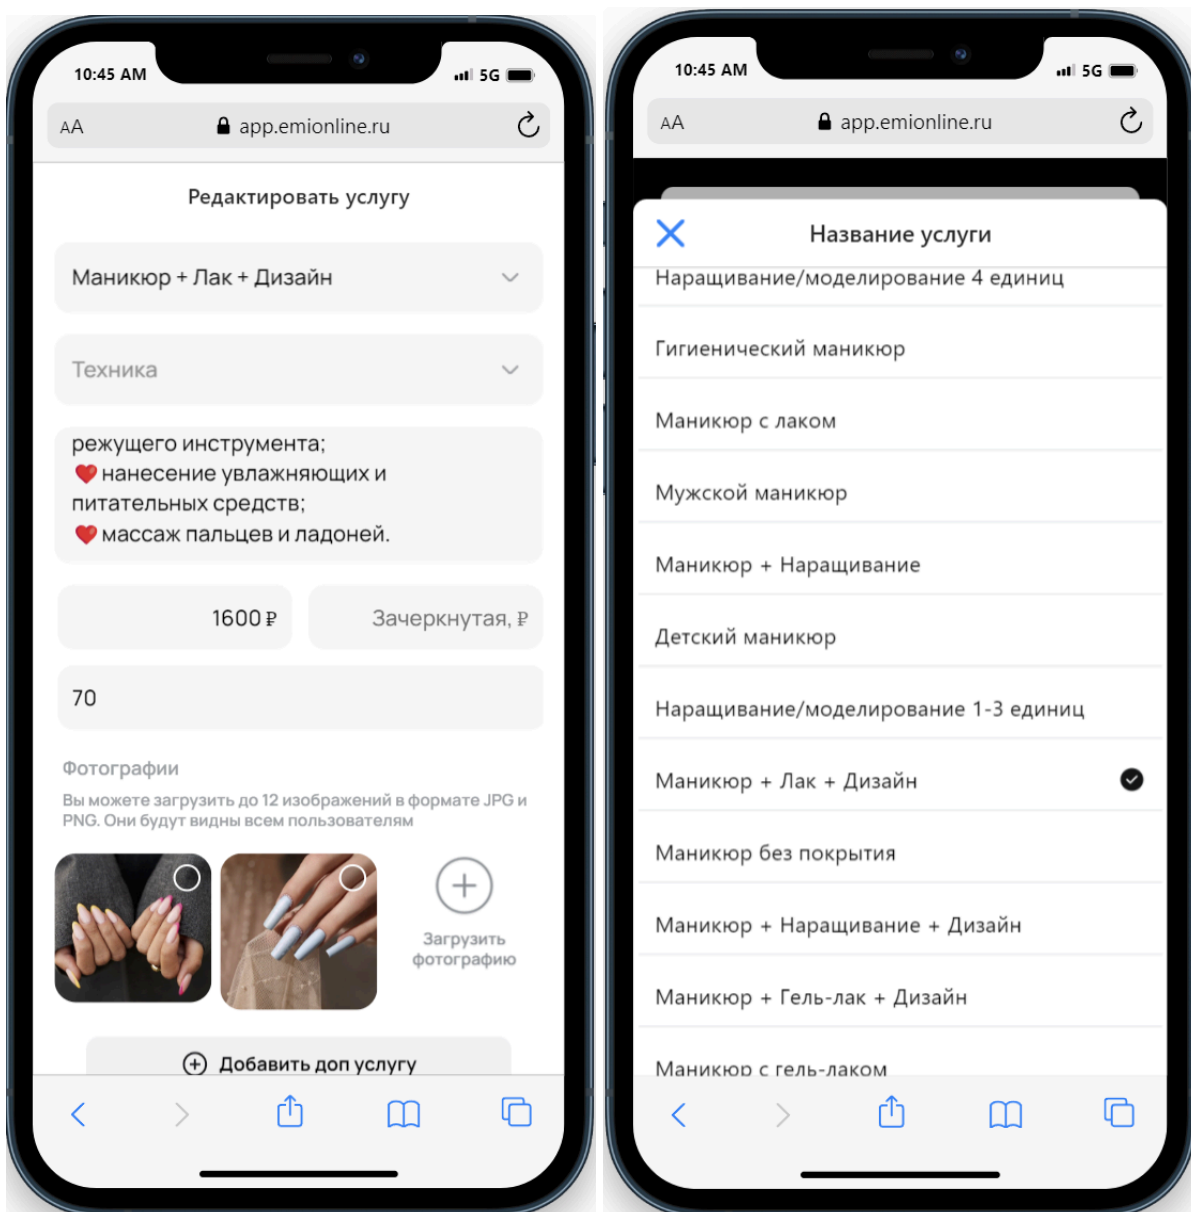 10:45 AM
5G
AA
app.emionline.ru
Редактировать услугу
Маникюр + Лак + Дизайн
Техника
режущего инструмента;
❤️ нанесение увлажняющих и
питательных средств;
❤️ массаж пальцев и ладоней.
1600 ₽
Зачеркнутая, ₽
70
Фотографии
Вы можете загрузить до 12 изображений в формате JPG и
PNG. Они будут видны всем пользователям
Загрузить
фотографию
Добавить доп услугу
10:45 AM
5G
AA
app.emionline.ru
Название услуги
Наращивание/моделирование 4 единиц
Гигиенический маникюр
Маникюр с лаком
Мужской маникюр
Маникюр + Наращивание
Детский маникюр
Наращивание/моделирование 1-3 единиц
Маникюр + Лак + Дизайн
Маникюр без покрытия
Маникюр + Наращивание + Дизайн
Маникюр + Гель-лак + Дизайн
Маникюр с гель-лаком